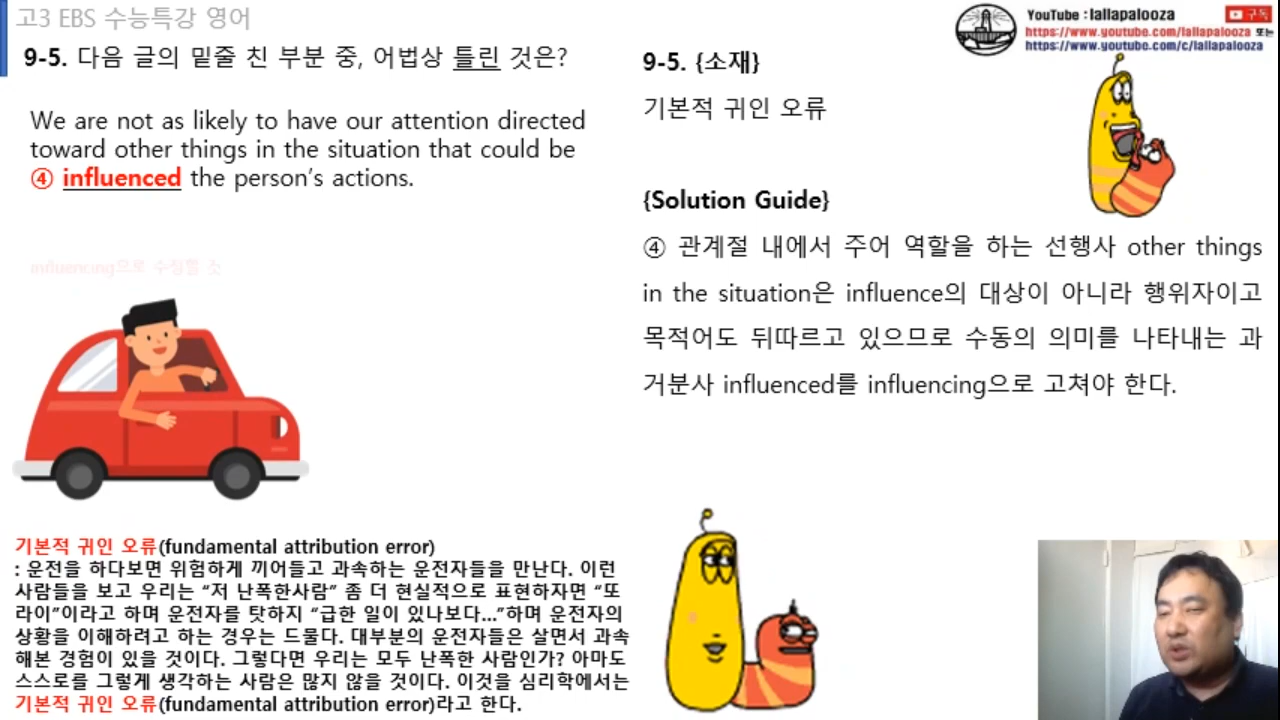 고3 EBS 수능특강 영어
9-5. 다음 글의 밑줄 친 부분 중, 어법상 틀린 것은?
We are not as likely to have our attention directed
toward other things in the situation that could be
④ influenced the person’s actions.
influencing으로 수정할 것
기본적 귀인 오류(fundamental attribution error)
: 운전을 하다보면 위험하게 끼어들고 과속하는 운전자들을 만난다. 이런
사람들을 보고 우리는 “저 난폭한사람” 좀 더 현실적으로 표현하자면 “또
라이”이라고 하며 운전자를 탓하지 “급한 일이 있나보다...”하며 운전자의
상황을 이해하려고 하는 경우는 드물다. 대부분의 운전자들은 살면서 과속
해본 경험이 있을 것이다. 그렇다면 우리는 모두 난폭한 사람인가? 아마도
스스로를 그렇게 생각하는 사람은 많지 않을 것이다. 이것을 심리학에서는
기본적 귀인 오류(fundamental attribution error)라고 한다.
YouTube : lallapalooza
구독
https://www.youtube.com/lallapalooza 또는
https://www.youtube.com/c/lallapalooza
9-5. {소재}
기본적 귀인 오류
{Solution Guide}
④ 관계절 내에서 주어 역할을 하는 선행사 other things
in the situation은 influence의 대상이 아니라 행위자이고
목적어도 뒤따르고 있으므로 수동의 의미를 나타내는 과
거분사 influenced를 influencing으로 고쳐야 한다.